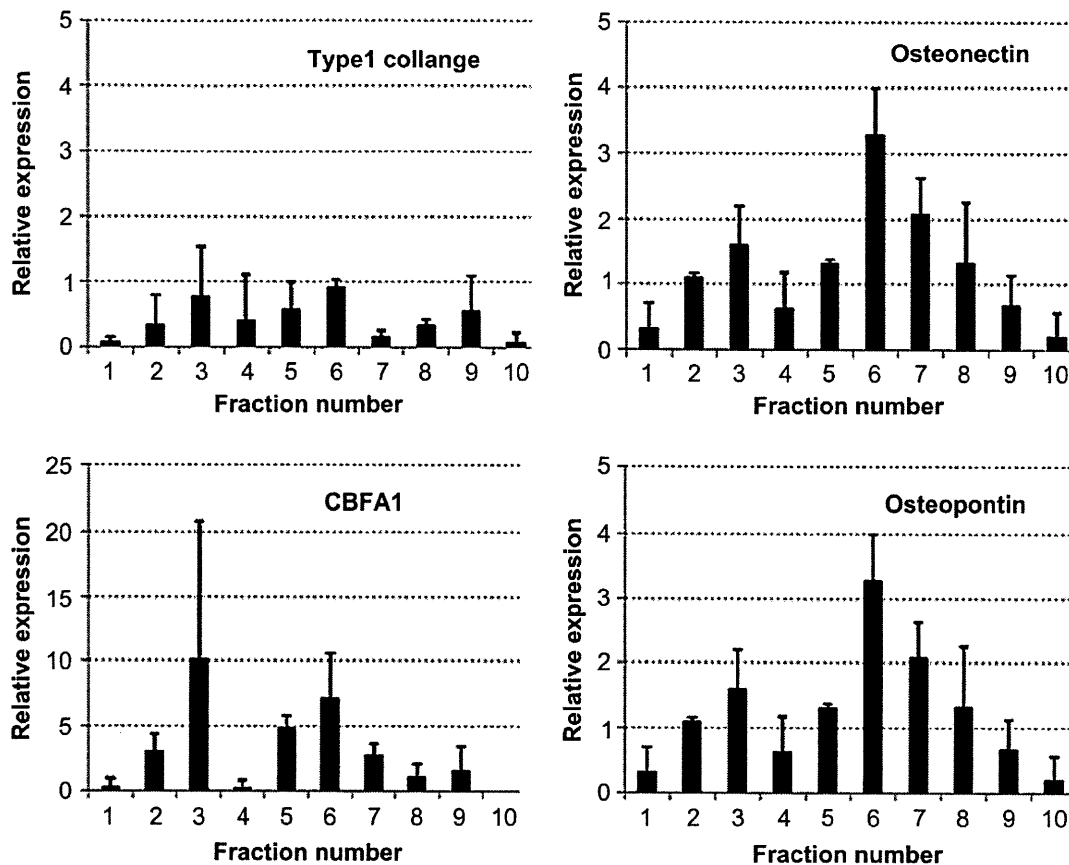 Type1 collange
Relative expression
5
4
3
2
1
0
1 2 3 4 5 6 7 8 9 10
Fraction number
Osteonectin
Relative expression
5
4
3
2
1
0
1 2 3 4 5 6 7 8 9 10
Fraction number
CBFA1
Relative expression
25
20
15
10
5
0
1 2 3 4 5 6 7 8 9 10
Fraction number
Osteopontin
Relative expression
5
4
3
2
1
0
1 2 3 4 5 6 7 8 9 10
Fraction number